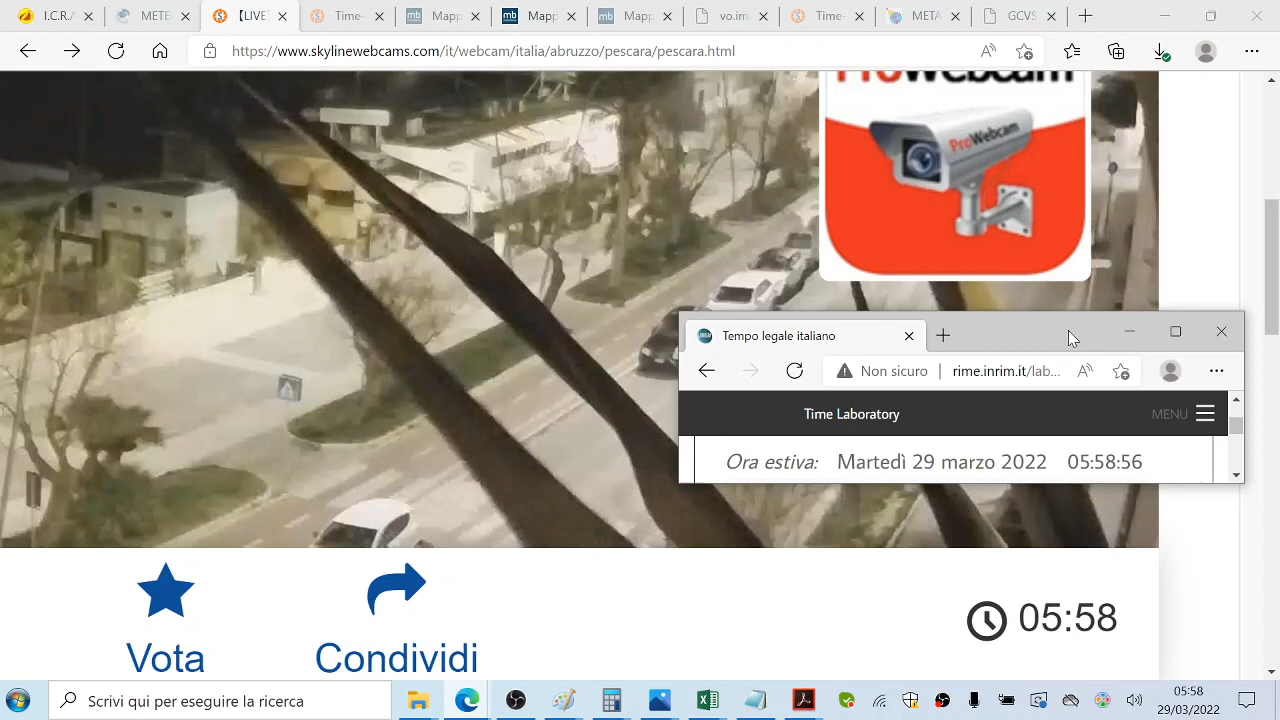 I.C.R.
METE
【LIVE】
Time-
Mapp
Mapp
Mapp
vo.im
Time-
META
GCVS
https://www.skylinewebcams.com/it/webcam/italia/abruzzo/pescara/pescara.html
ProWebcam
ProWebcam
Tempo legale italiano
Non sicuro
rime.inrim.it/lab...
Time Laboratory
MENU
Ora estiva: Martedì 29 marzo 2022 05:58:56
05:58
Vota
Condividi
Scrivi qui per eseguire la ricerca
05:58
29/03/2022